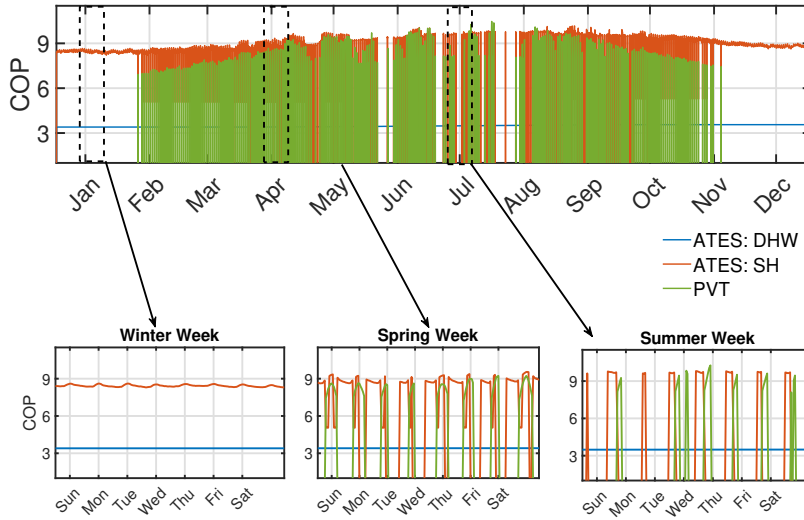 COP
9
3
Jan Feb Mar Apr May Jun Jul Aug Sep Oct Nov Dec
ATES: DHW
ATES: SH
PVT
Winter Week
COP
9
6
3
Sun Mon Tue Wed Thu Fri Sat
Spring Week
9
6
3
Sun Mon Tue Wed Thu Fri Sat
Summer Week
9
6
3
Sun Mon Tue Wed Thu Fri Sat